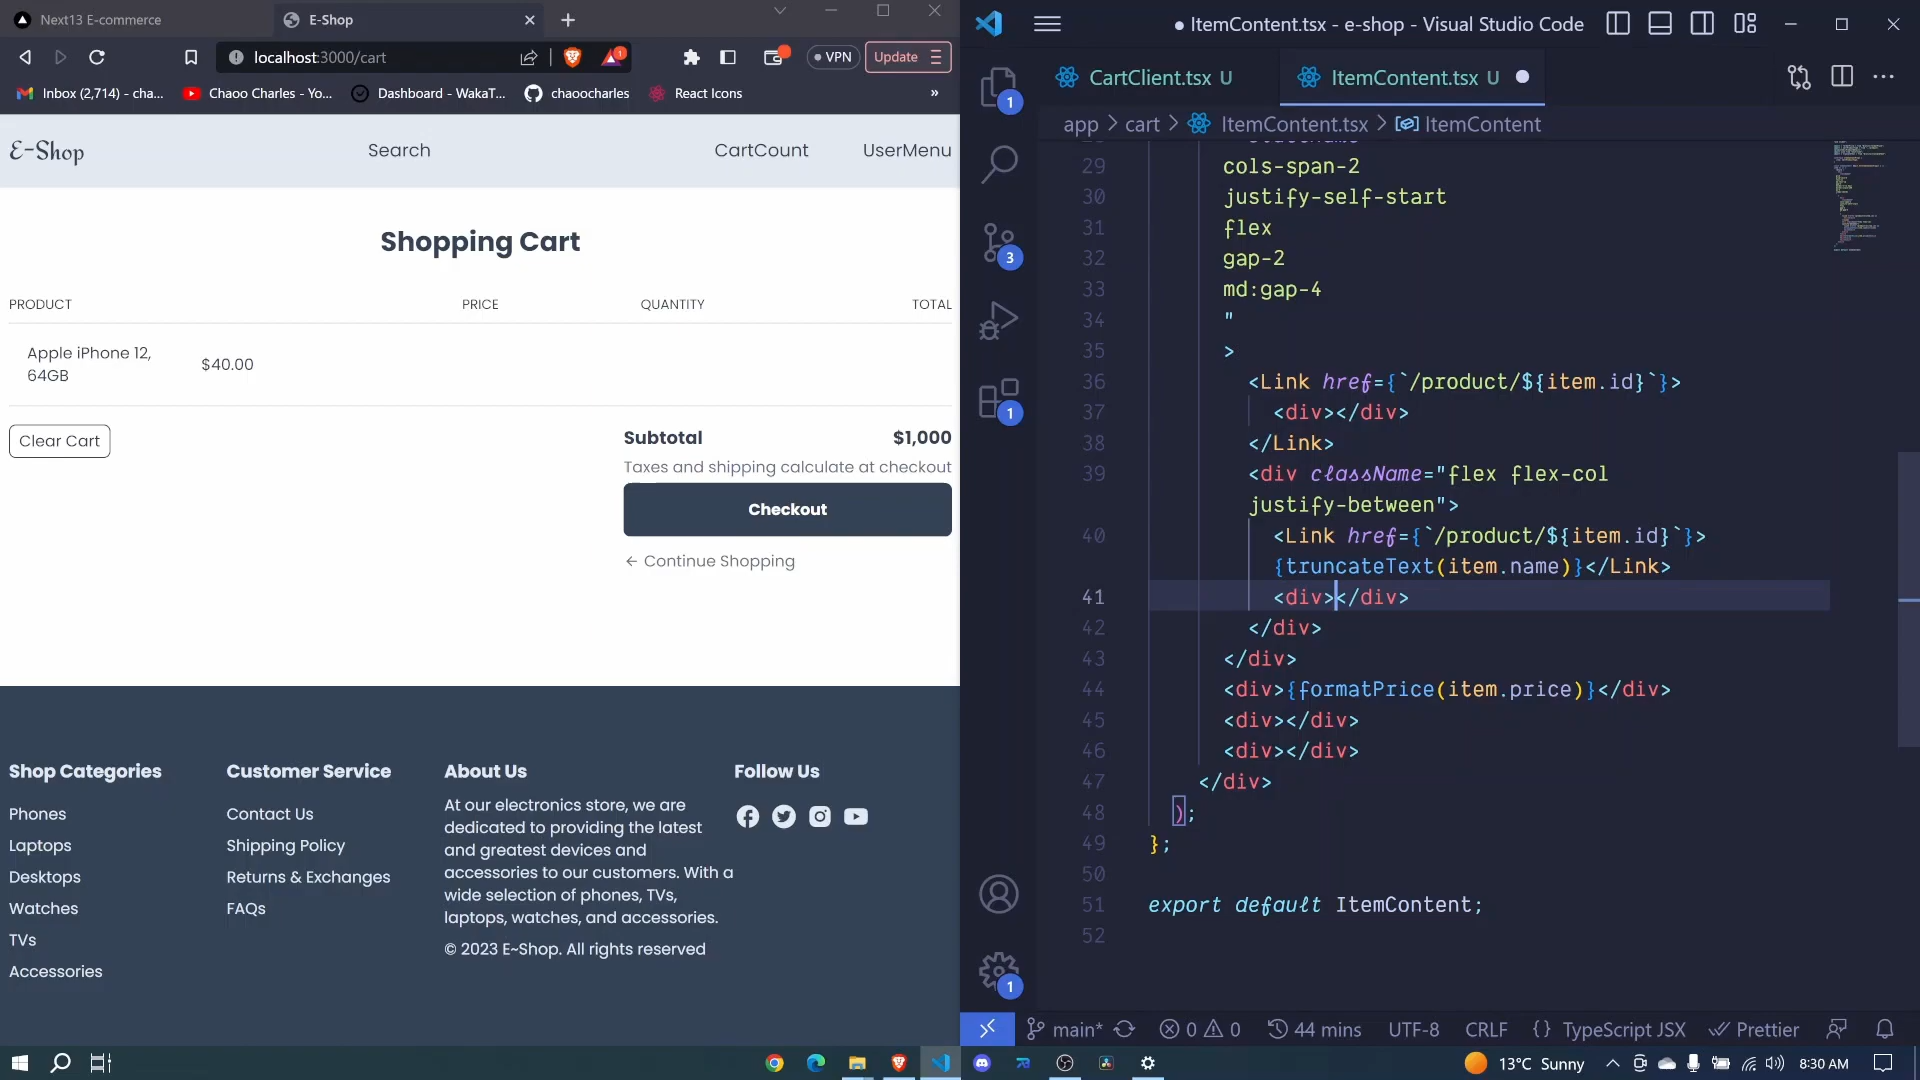 Next13 E-commerce
E-Shop
localhost:3000/cart
1
VPN
Update
Inbox (2,714) - cha...
Chaoo Charles - Yo...
Dashboard - WakaT...
chaoocharles
React Icons
»
E-Shop
Search
CartCount
UserMenu
Shopping Cart
PRODUCT
PRICE
QUANTITY
TOTAL
Apple iPhone 12,
64GB
$40.00
Clear Cart
Subtotal
$1,000
Taxes and shipping calculate at checkout
Checkout
← Continue Shopping
Shop Categories
Phones
Laptops
Desktops
Watches
TVs
Accessories
Customer Service
Contact Us
Shipping Policy
Returns & Exchanges
FAQs
About Us
At our electronics store, we are
dedicated to providing the latest
and greatest devices and
accessories to our customers. With a
wide selection of phones, TVs,
laptops, watches, and accessories.
© 2023 E~Shop. All rights reserved
Follow Us
● ItemContent.tsx - e-shop - Visual Studio Code
CartClient.tsx U
ItemContent.tsx U
app > cart > ItemContent.tsx > ItemContent
1
3
1
1
29 cols-span-2
30 justify-self-start
31 flex
32 gap-2
33 md:gap-4
34 "
35 >
36 <Link href={`/product/${item.id}`}>
37 <div></div>
38 </Link>
39 <div className="flex flex-col
justify-between">
40 <Link href={`/product/${item.id}`}>
{truncateText(item.name)}</Link>
41 <div></div>
42 </div>
43 </div>
44 <div>{formatPrice(item.price)}</div>
45 <div></div>
46 <div></div>
47 </div>
48 );
49 };
50
51 export default ItemContent;
52
main*
0
0
44 mins
UTF-8
CRLF
{} TypeScript JSX
Prettier
13°C Sunny
8:30 AM